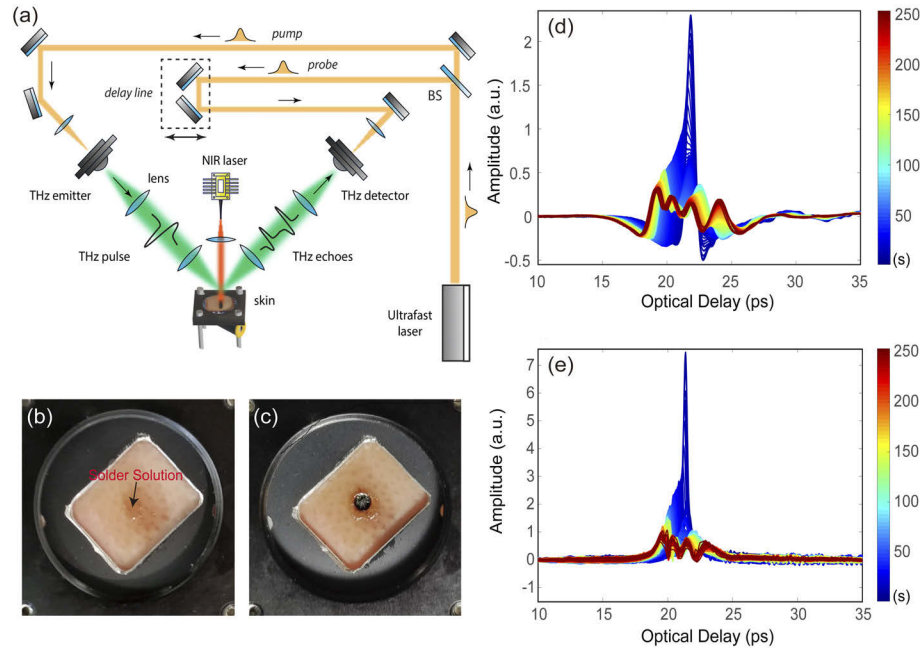 (a)
pump
probe
delay line
BS
NIR laser
THz emitter
lens
THz detector
THz pulse
THz echoes
skin
Ultrafast
laser
(b)
Solder Solution
(c)
(d)
Amplitude (a.u.)
2
1.5
1
0.5
0
-0.5
10
15
20
25
30
35
Optical Delay (ps)
250
200
150
100
50
0
(s)
(e)
Amplitude (a.u.)
7
6
5
4
3
2
1
0
-1
10
15
20
25
30
35
Optical Delay (ps)
250
200
150
100
50
0
(s)